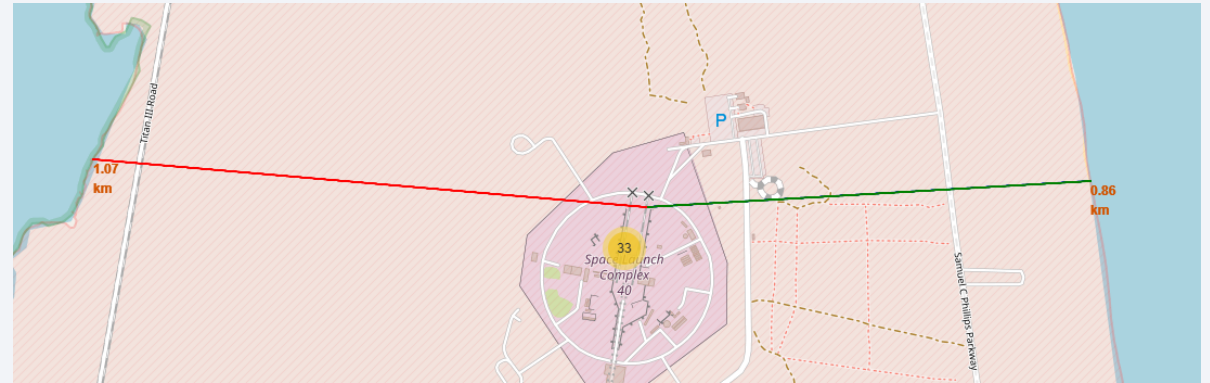 Titan III Road
P
1.07
km
0.86
km
33
Space Launch
Complex
40
Samuel C Phillips Parkway